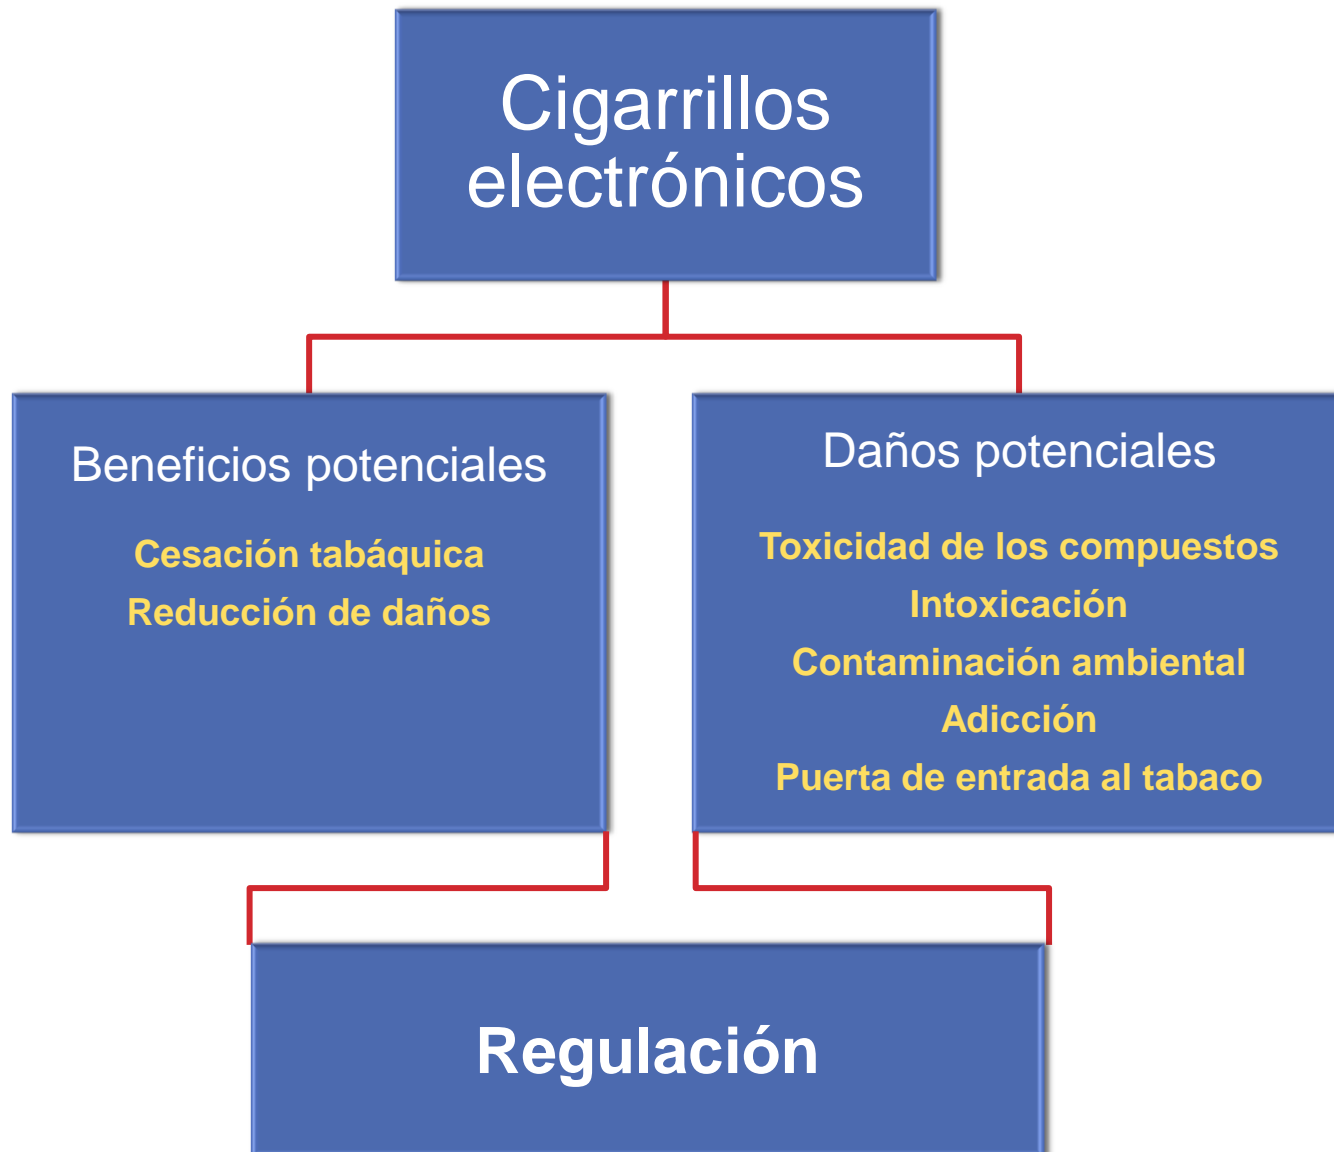 Cigarrillos
electrónicos
Beneficios potenciales
Cesación tabáquica
Reducción de daños
Daños potenciales
Toxicidad de los compuestos
Intoxicación
Contaminación ambiental
Adicción
Puerta de entrada al tabaco
Regulación